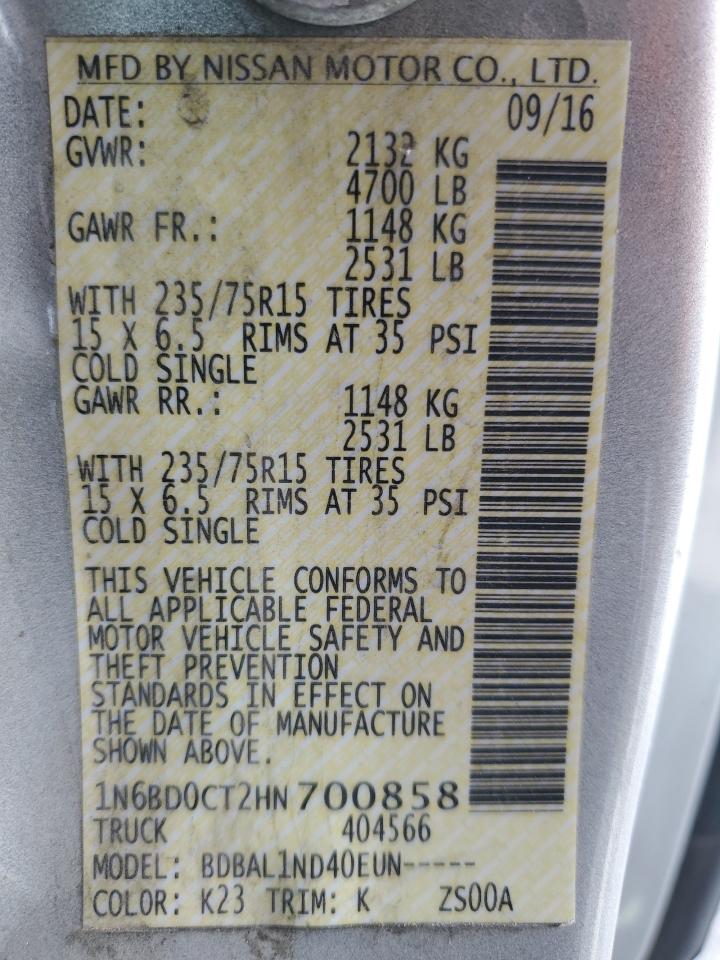 MFD BY NISSAN MOTOR CO., LTD.
DATE: 09/16
GVWR: 2132 KG
4700 LB
GAWR FR.: 1148 KG
2531 LB
WITH 235/75R15 TIRES
15 X 6.5 RIMS AT 35 PSI
COLD SINGLE
GAWR RR.: 1148 KG
2531 LB
WITH 235/75R15 TIRES
15 X 6.5 RIMS AT 35 PSI
COLD SINGLE
THIS VEHICLE CONFORMS TO
ALL APPLICABLE FEDERAL
MOTOR VEHICLE SAFETY AND
THEFT PREVENTION
STANDARDS IN EFFECT ON
THE DATE OF MANUFACTURE
SHOWN ABOVE.
1N6BD0CT2HN700858
TRUCK 404566
MODEL: BDBAL1ND40EUN-----
COLOR: K23 TRIM: K ZS00A